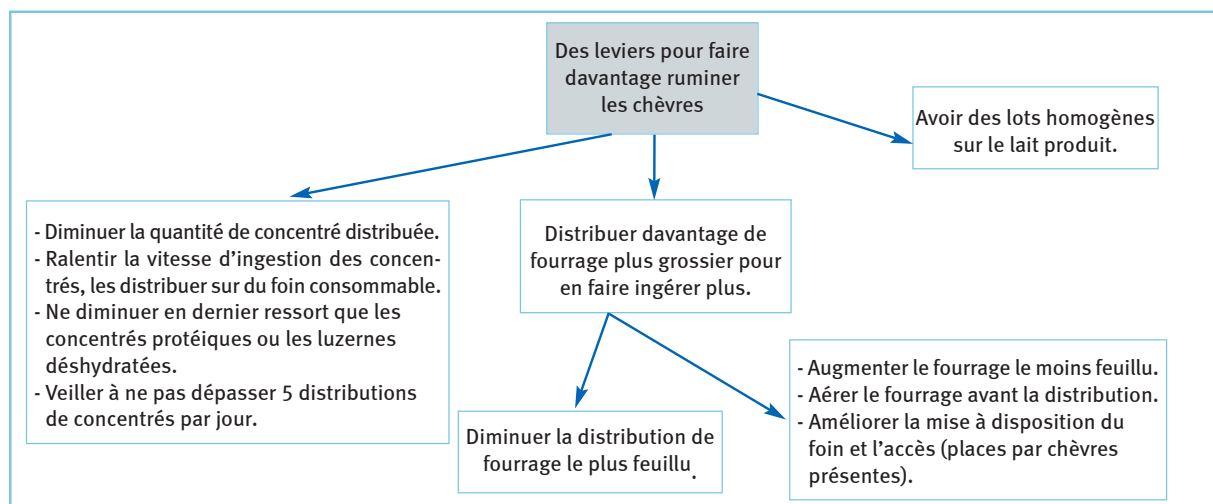 Des leviers pour faire
davantage ruminer
les chèvres
Avoir des lots homogènes
sur le lait produit.
- Diminuer la quantité de concentré distribuée.
- Ralentir la vitesse d'ingestion des concen-
trés, les distribuer sur du foin consommable.
- Ne diminuer en dernier ressort que les
concentrés protéiques ou les luzernes
déshydratées.
- Veiller à ne pas dépasser 5 distributions
de concentrés par jour.
Distribuer davantage de
fourrage plus grossier pour
en faire ingérer plus.
Diminuer la distribution de
fourrage le plus feuillu.
- Augmenter le fourrage le moins feuillu.
- Aérer le fourrage avant la distribution.
- Améliorer la mise à disposition du
foin et l'accès (places par chèvres
présentes).